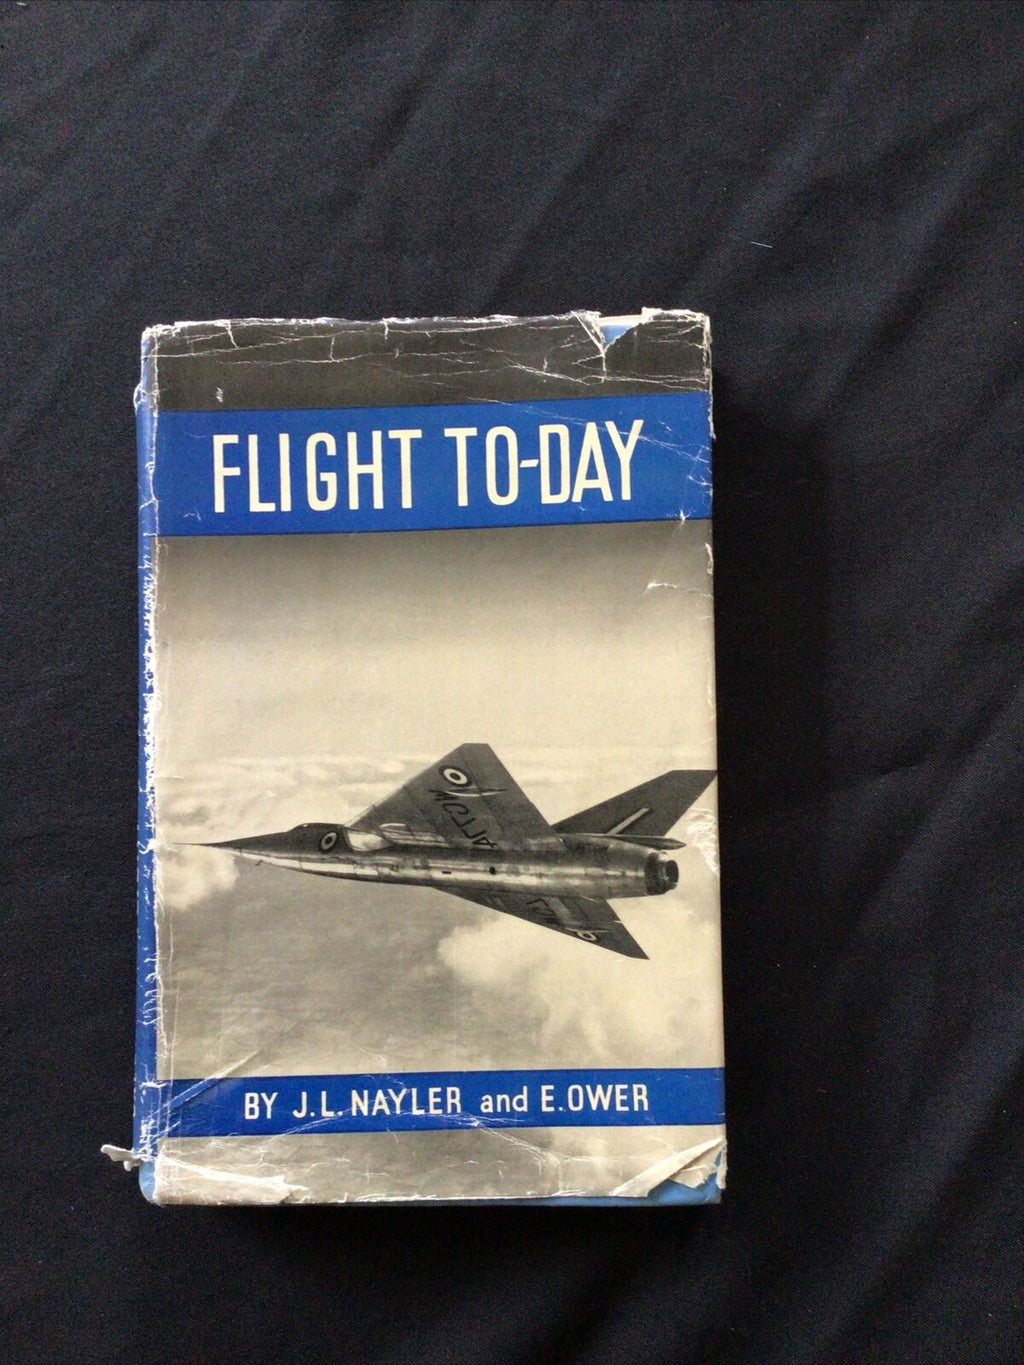 FLIGHT TO-DAY
BY J.L. NAYLER and E. OWER